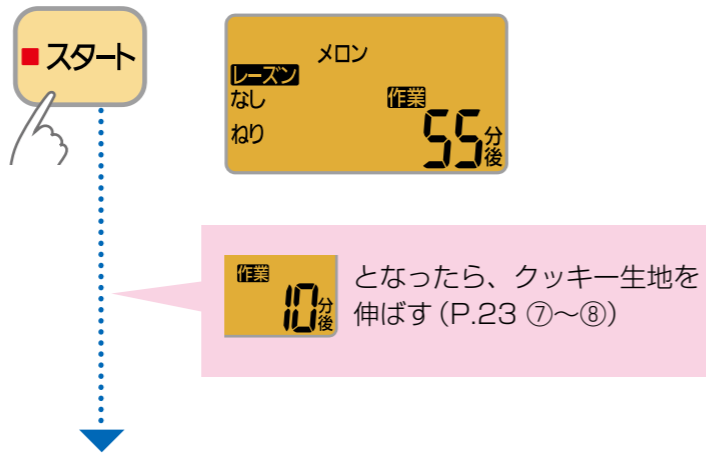 スタート
メロン
レーズン
なし
作業
ねり
55分後
作業
10分後
となったら、クッキー生地を
伸ばす(P.23 ⑦〜⑧)